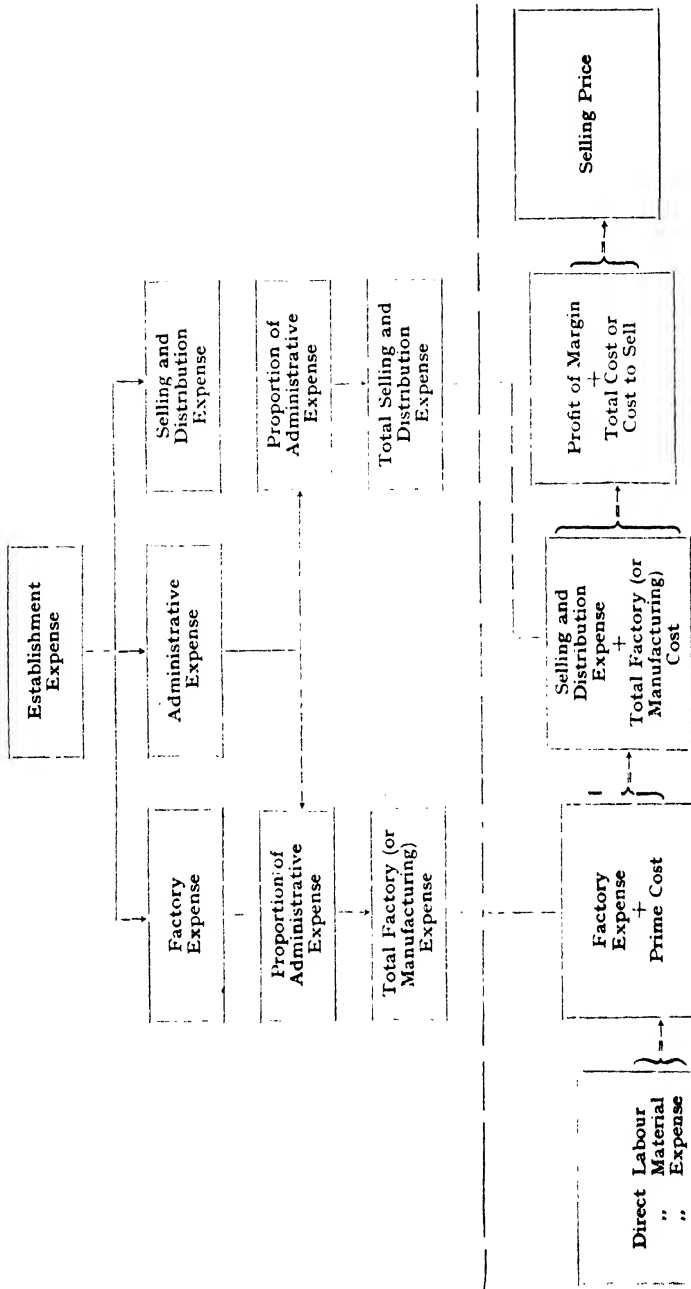 Establishment
Expense
Factory
Expense
Administrative
Expense
Selling and
Distribution
Expense
Proportion of
Administrative
Expense
Proportion of
Administrative
Expense
Total Factory (or
Manufacturing)
Expense
Total Selling and
Distribution
Expense
Direct Labour
„ Material
„ Expense
=
Factory
Expense
+
Prime Cost
=
Selling and
Distribution
Expense
+
Total Factory (or
Manufacturing)
Cost
=
Profit of Margin
+
Total Cost or
Cost to Sell
=
Selling Price